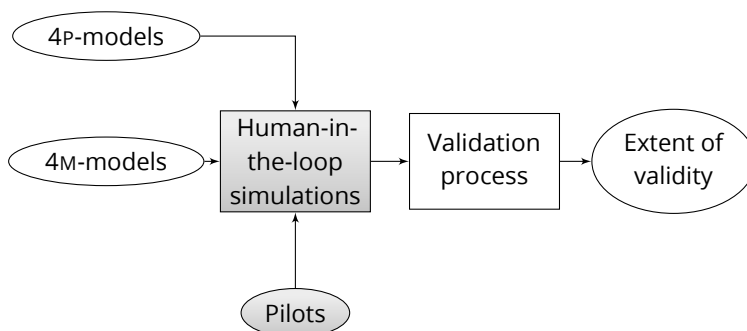 4P-models
4M-models
Human-in-
the-loop
simulations
Validation
process
Extent of
validity
Pilots